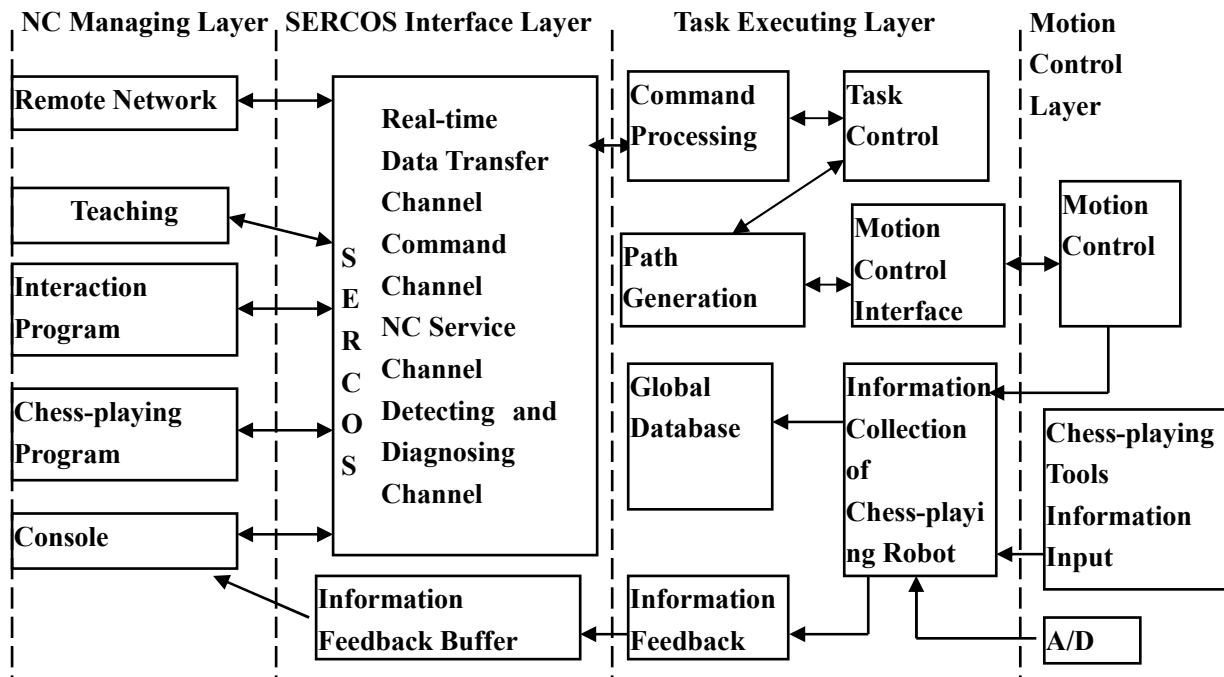 NC Managing Layer
SERCOS Interface Layer
Task Executing Layer
Motion
Control
Layer
Remote Network
Teaching
Interaction
Program
Chess-playing
Program
Console
S
E
R
C
O
S
Real-time
Data Transfer
Channel
Command
Channel
NC Service
Channel
Detecting and
Diagnosing
Channel
Information
Feedback Buffer
Command
Processing
Task
Control
Path
Generation
Motion
Control
Interface
Global
Database
Information
Collection
of
Chess-playi
ng Robot
Information
Feedback
Motion
Control
Chess-playing
Tools
Information
Input
A/D